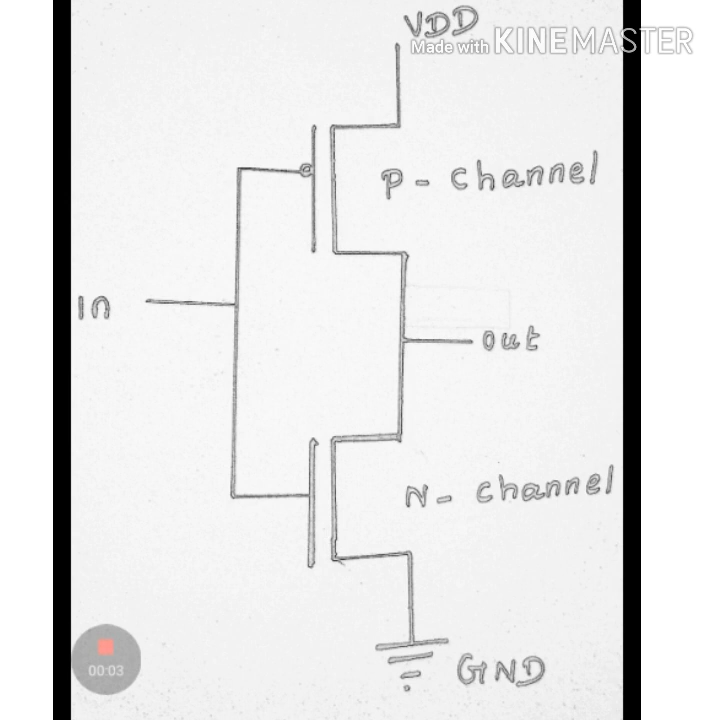 VDD
Made with KINEMASTER
P- channel
In
out
N- channel
GND
00:03